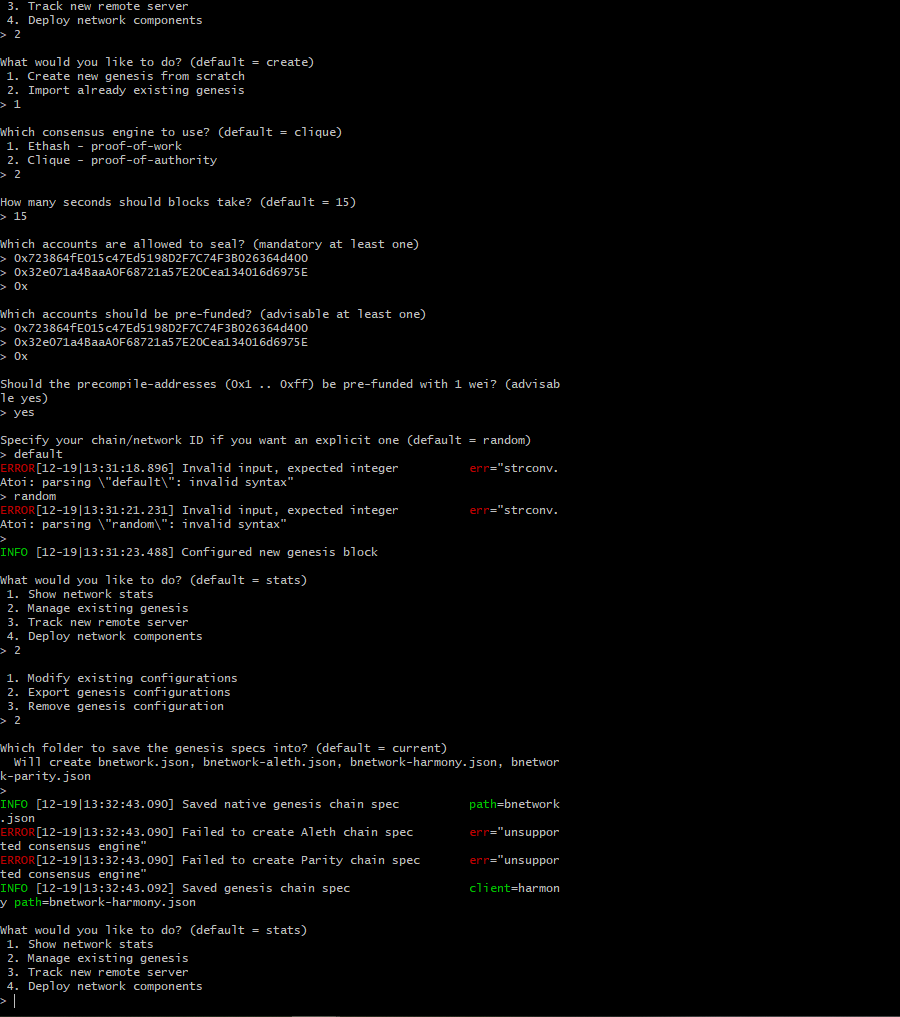 3. Track new remote server
4. Deploy network components
> 2
What would you like to do? (default = create)
1. Create new genesis from scratch
2. Import already existing genesis
> 1
Which consensus engine to use? (default = clique)
1. Ethash - proof-of-work
2. Clique - proof-of-authority
> 2
How many seconds should blocks take? (default = 15)
> 15
Which accounts are allowed to seal? (mandatory at least one)
> 0x723864fE015c47Ed5198D2F7C74F3B026364d400
> 0x32e071a4BaaA0F68721a57E20Cea134016d6975E
> 0x
Which accounts should be pre-funded? (advisable at least one)
> 0x723864fE015c47Ed5198D2F7C74F3B026364d400
> 0x32e071a4BaaA0F68721a57E20Cea134016d6975E
> 0x
Should the precompile-addresses (0x1 .. 0xff) be pre-funded with 1 wei? (advisab
le yes)
> yes
Specify your chain/network ID if you want an explicit one (default = random)
> default
ERROR[12-19|13:31:18.896] Invalid input, expected integer err="strconv.
Atoi: parsing \"default\": invalid syntax"
> random
ERROR[12-19|13:31:21.231] Invalid input, expected integer err="strconv.
Atoi: parsing \"random\": invalid syntax"
>
INFO [12-19|13:31:23.488] Configured new genesis block
What would you like to do? (default = stats)
1. Show network stats
2. Manage existing genesis
3. Track new remote server
4. Deploy network components
> 2
1. Modify existing configurations
2. Export genesis configurations
3. Remove genesis configuration
> 2
Which folder to save the genesis specs into? (default = current)
Will create bnetwork.json, bnetwork-aleth.json, bnetwork-harmony.json, bnetwor
k-parity.json
>
INFO [12-19|13:32:43.090] Saved native genesis chain spec path=bnetwork
.json
ERROR[12-19|13:32:43.090] Failed to create Aleth chain spec err="unsuppor
ted consensus engine"
ERROR[12-19|13:32:43.090] Failed to create Parity chain spec err="unsuppor
ted consensus engine"
INFO [12-19|13:32:43.092] Saved genesis chain spec client=harmon
y path=bnetwork-harmony.json
What would you like to do? (default = stats)
1. Show network stats
2. Manage existing genesis
3. Track new remote server
4. Deploy network components
>